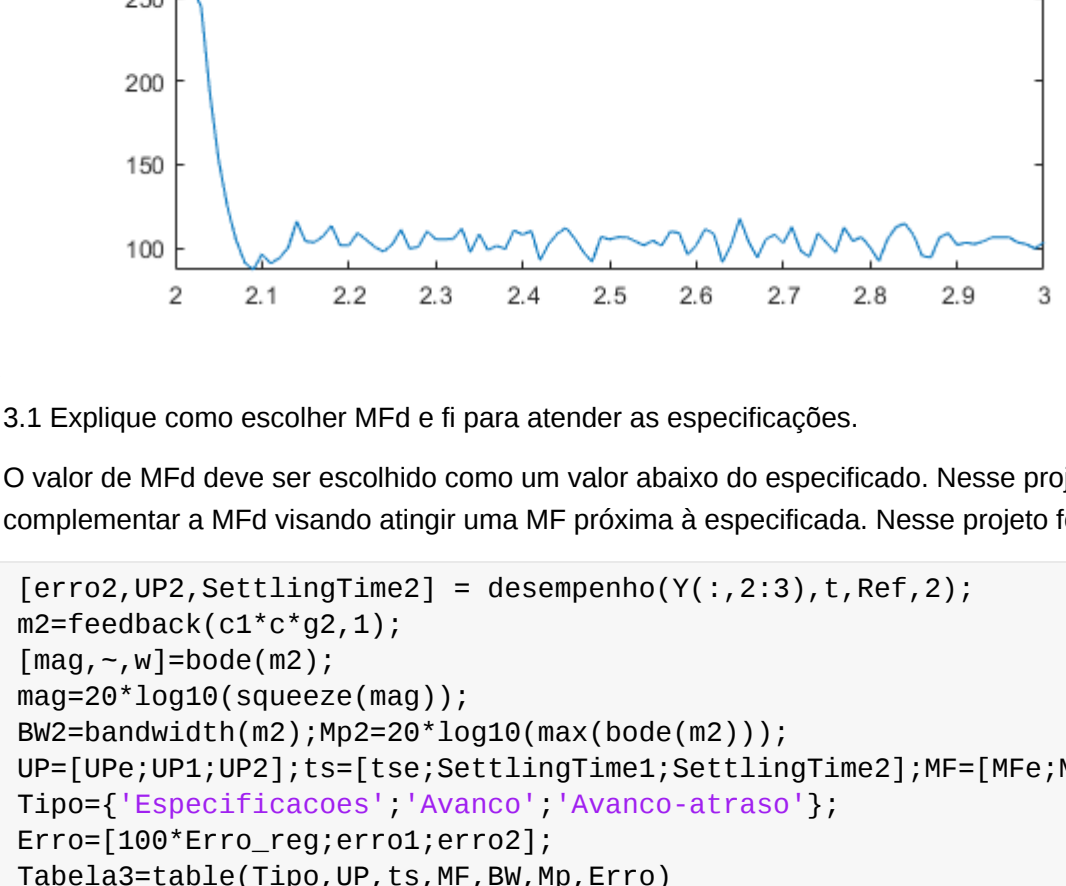 250
200
150
100
2 2.1 2.2 2.3 2.4 2.5 2.6 2.7 2.8 2.9 3
3.1 Explique como escolher MFd e fi para atender as especificações.
O valor de MFd deve ser escolhido como um valor abaixo do especificado. Nesse
complementar a MFd visando atingir uma MF próxima à especificada. Nesse projeto
[erro2,UP2,SettlingTime2] = desempenho(Y(:,2:3),t,Ref,2);
m2=feedback(c1*c*g2,1);
[mag,~,w]=bode(m2);
mag=20*log10(squeeze(mag));
BW2=bandwidth(m2);Mp2=20*log10(max(bode(m2)));
UP=[UPe;UP1;UP2];ts=[tse;SettlingTime1;SettlingTime2];MF=[MFe;
Tipo={'Especificacoes';'Avanco';'Avanco-atraso'};
Erro=[100*Erro_reg;erro1;erro2];
Tabela3=table(Tipo,UP,ts,MF,BW,Mp,Erro)